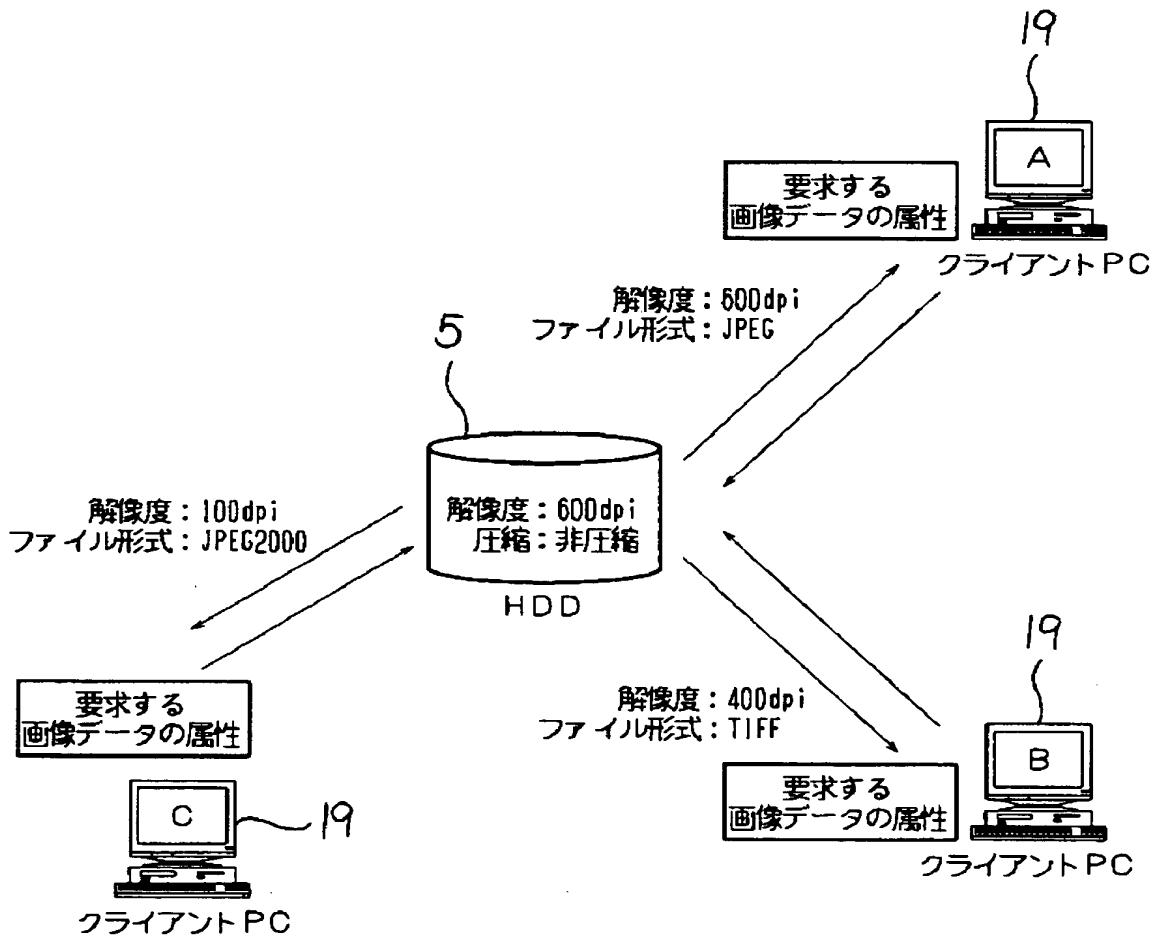 19
A
要求する
画像データの属性
クライアントPC
解像度：600dpi
ファイル形式：JPEG
5
解像度：600dpi
圧縮：非圧縮
HDD
解像度：100dpi
ファイル形式：JPEG2000
要求する
画像データの属性
C
19
クライアントPC
解像度：400dpi
ファイル形式：TIFF
19
B
要求する
画像データの属性
クライアントPC